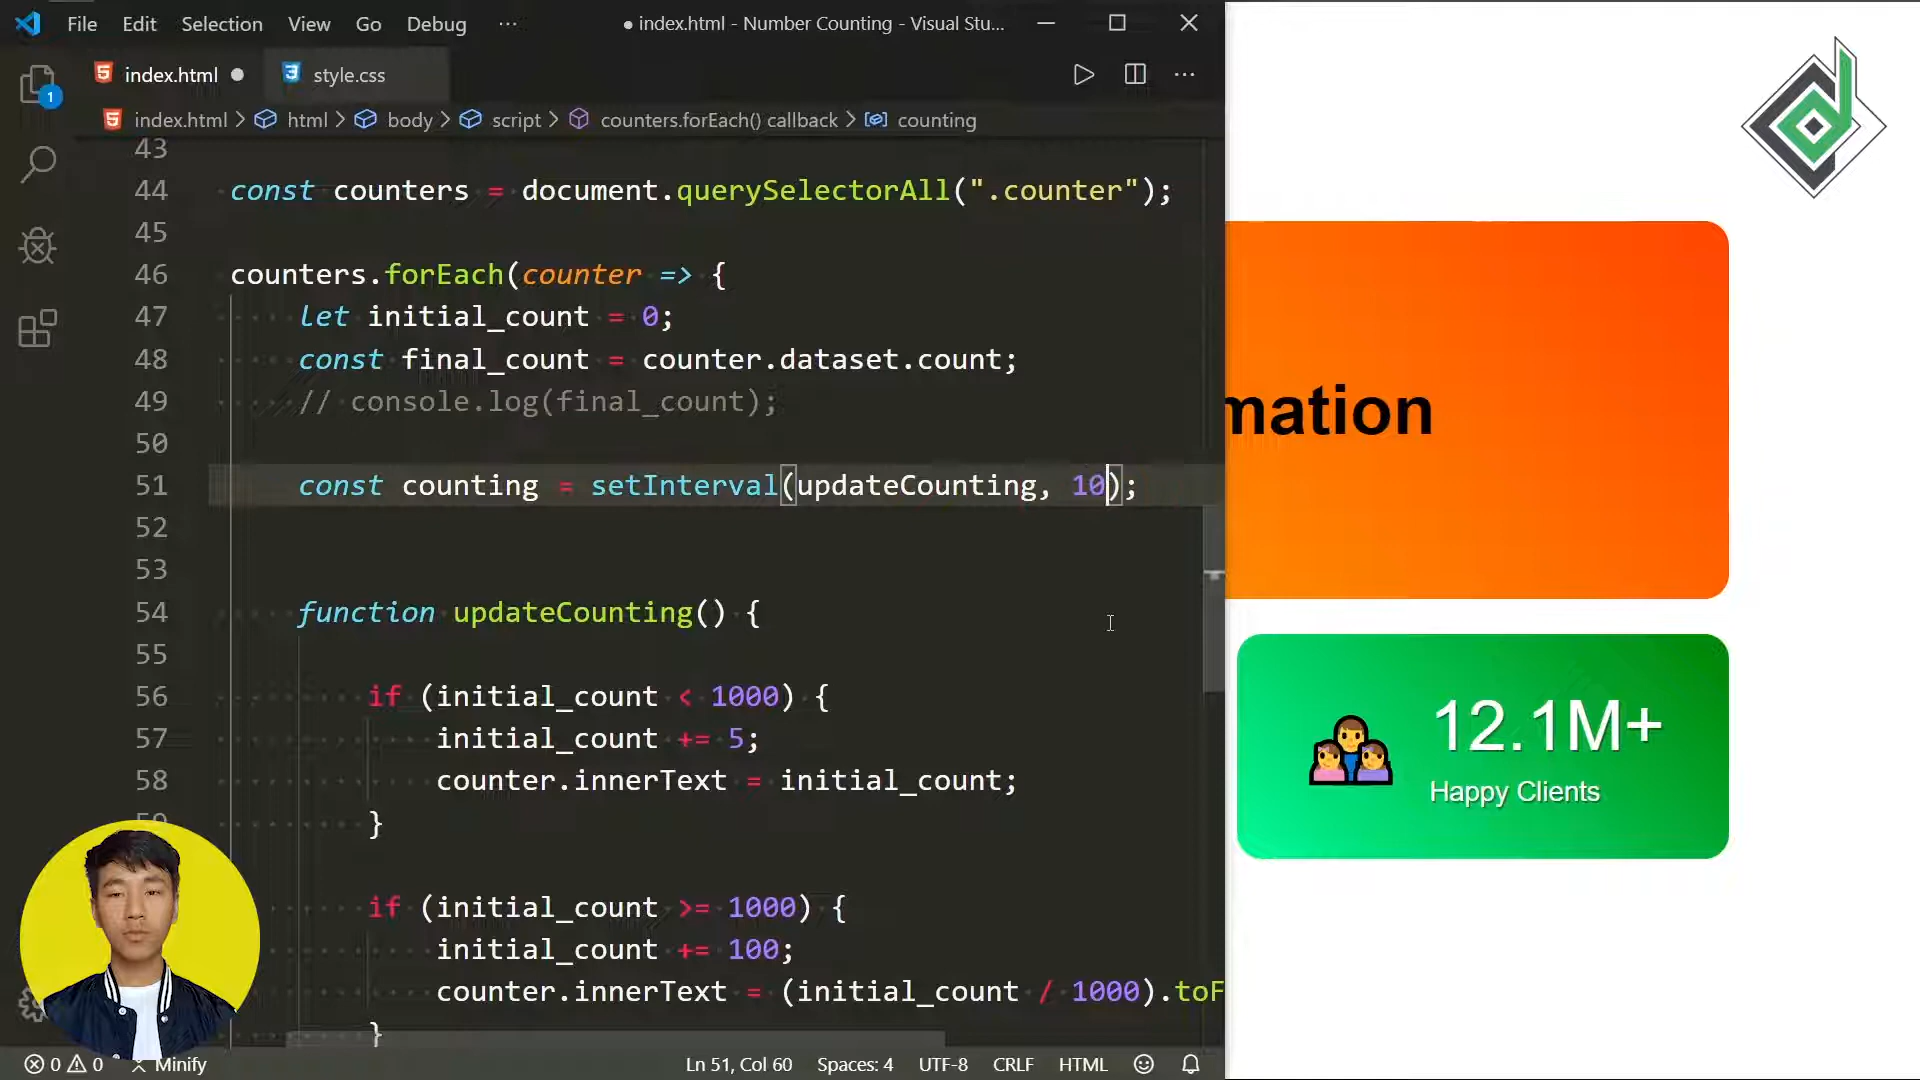 File Edit Selection View Go Debug ··· ● index.html - Number Counting - Visual Stu...
index.html ● style.css
index.html > html > body > script > counters.forEach() callback > counting
1
43
44 const counters = document.querySelectorAll(".counter");
45
46 counters.forEach(counter => {
47 let initial_count = 0;
48 const final_count = counter.dataset.count;
49 // console.log(final_count);
50
51 const counting = setInterval(updateCounting, 10);
52
53
54 function updateCounting() {
55
56 if (initial_count < 1000) {
57 initial_count += 5;
58 counter.innerText = initial_count;
59 }
if (initial_count >= 1000) {
initial_count += 100;
counter.innerText = (initial_count / 1000).toF
}
0 0 Minify Ln 51, Col 60 Spaces: 4 UTF-8 CRLF HTML
mation
12.1M+
Happy Clients